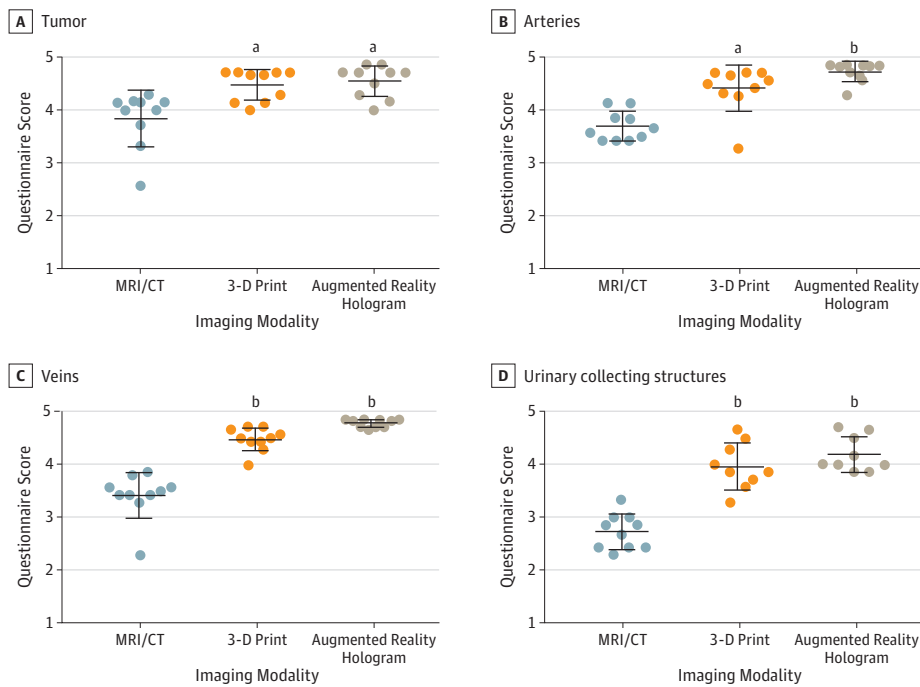 A Tumor
a a
5
4
3
2
1
Questionnaire Score
MRI/CT 3-D Print Augmented Reality
Hologram
Imaging Modality
B Arteries
a b
5
4
3
2
1
Questionnaire Score
MRI/CT 3-D Print Augmented Reality
Hologram
Imaging Modality
C Veins
b b
5
4
3
2
1
Questionnaire Score
MRI/CT 3-D Print Augmented Reality
Hologram
Imaging Modality
D Urinary collecting structures
b b
5
4
3
2
1
Questionnaire Score
MRI/CT 3-D Print Augmented Reality
Hologram
Imaging Modality